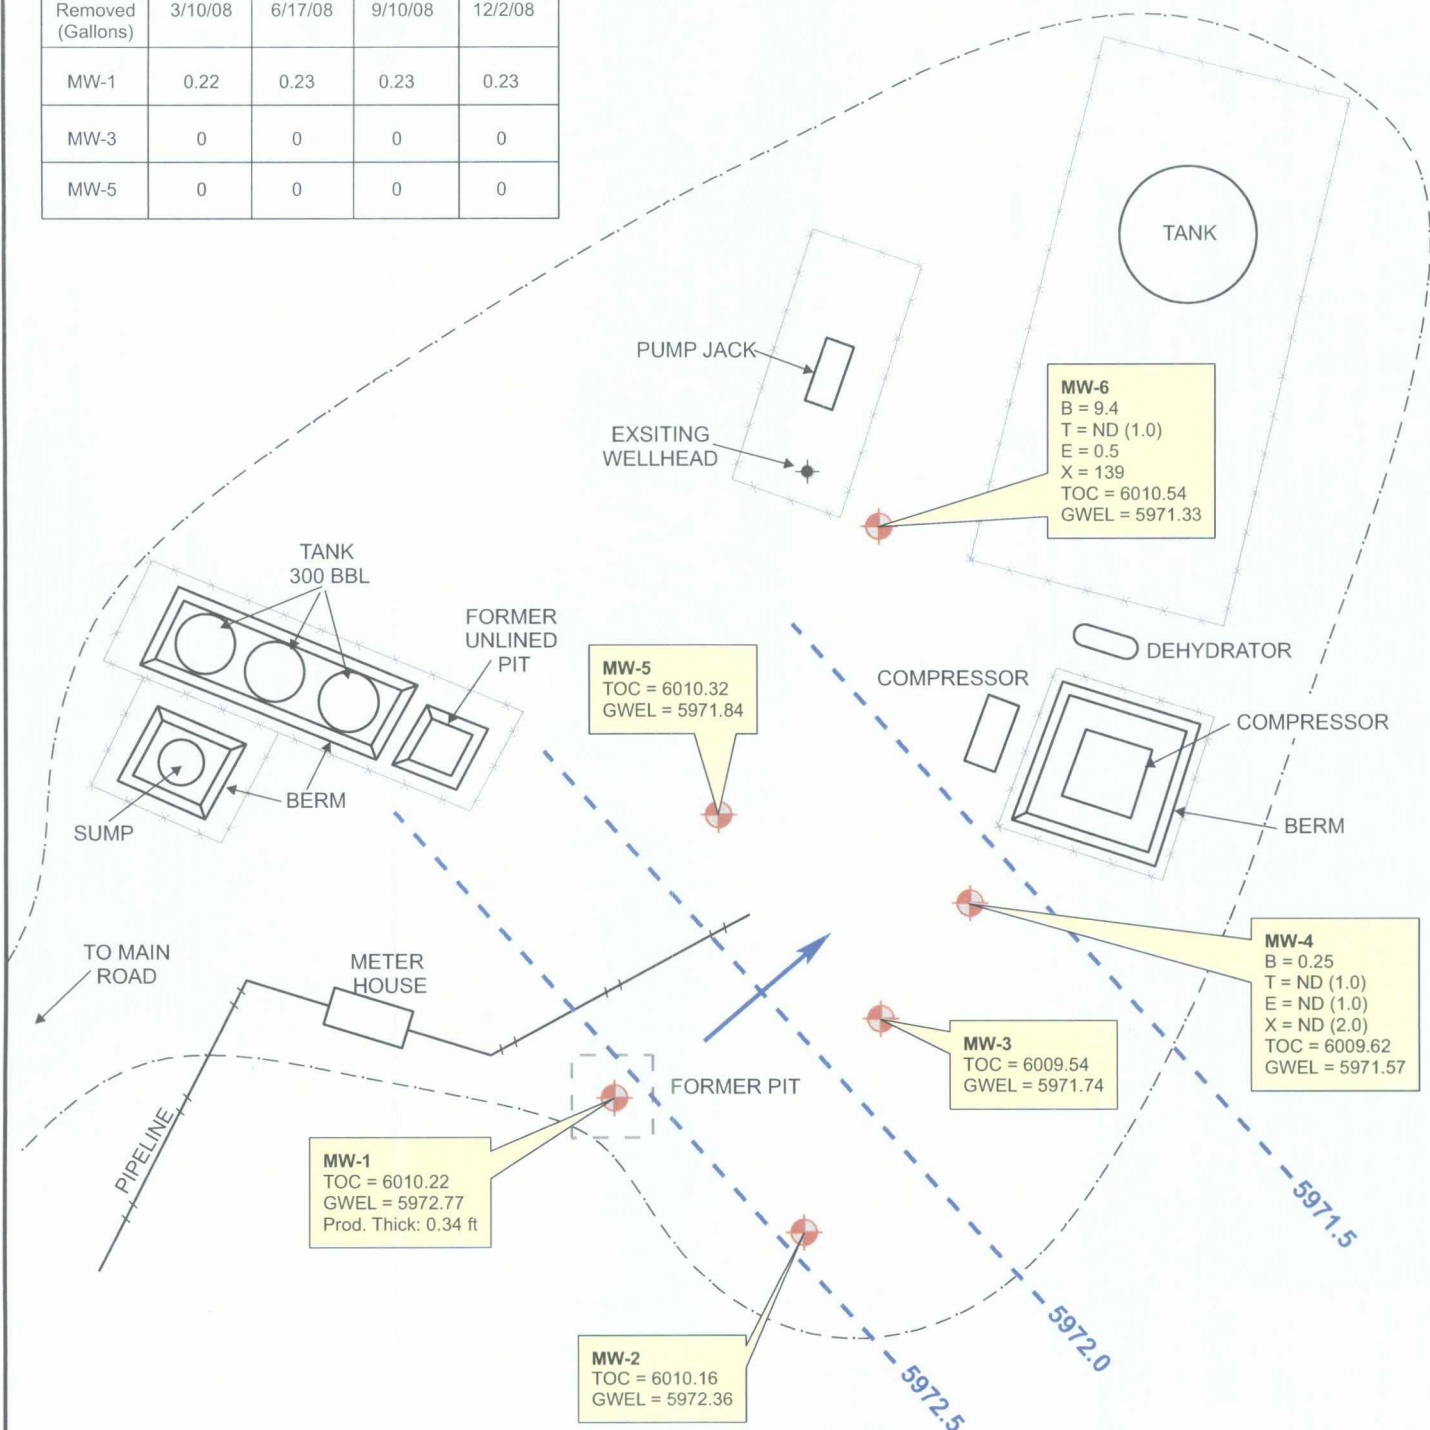 Removed 3/10/08 6/17/08 9/10/08 12/2/08
(Gallons)
MW-1 0.22 0.23 0.23 0.23
MW-3 0 0 0 0
MW-5 0 0 0 0
TANK
PUMP JACK
EXSITING
WELLHEAD
MW-6
B = 9.4
T = ND (1.0)
E = 0.5
X = 139
TOC = 6010.54
GWEL = 5971.33
TANK
300 BBL
FORMER
UNLINED
PIT
MW-5
TOC = 6010.32
GWEL = 5971.84
DEHYDRATOR
COMPRESSOR
COMPRESSOR
BERM
BERM
SUMP
TO MAIN
ROAD
METER
HOUSE
MW-4
B = 0.25
T = ND (1.0)
E = ND (1.0)
X = ND (2.0)
TOC = 6009.62
GWEL = 5971.57
MW-3
TOC = 6009.54
GWEL = 5971.74
FORMER PIT
PIPELINE
MW-1
TOC = 6010.22
GWEL = 5972.77
Prod. Thick: 0.34 ft
5971.5
5972.0
MW-2
TOC = 6010.16
GWEL = 5972.36
5972.5